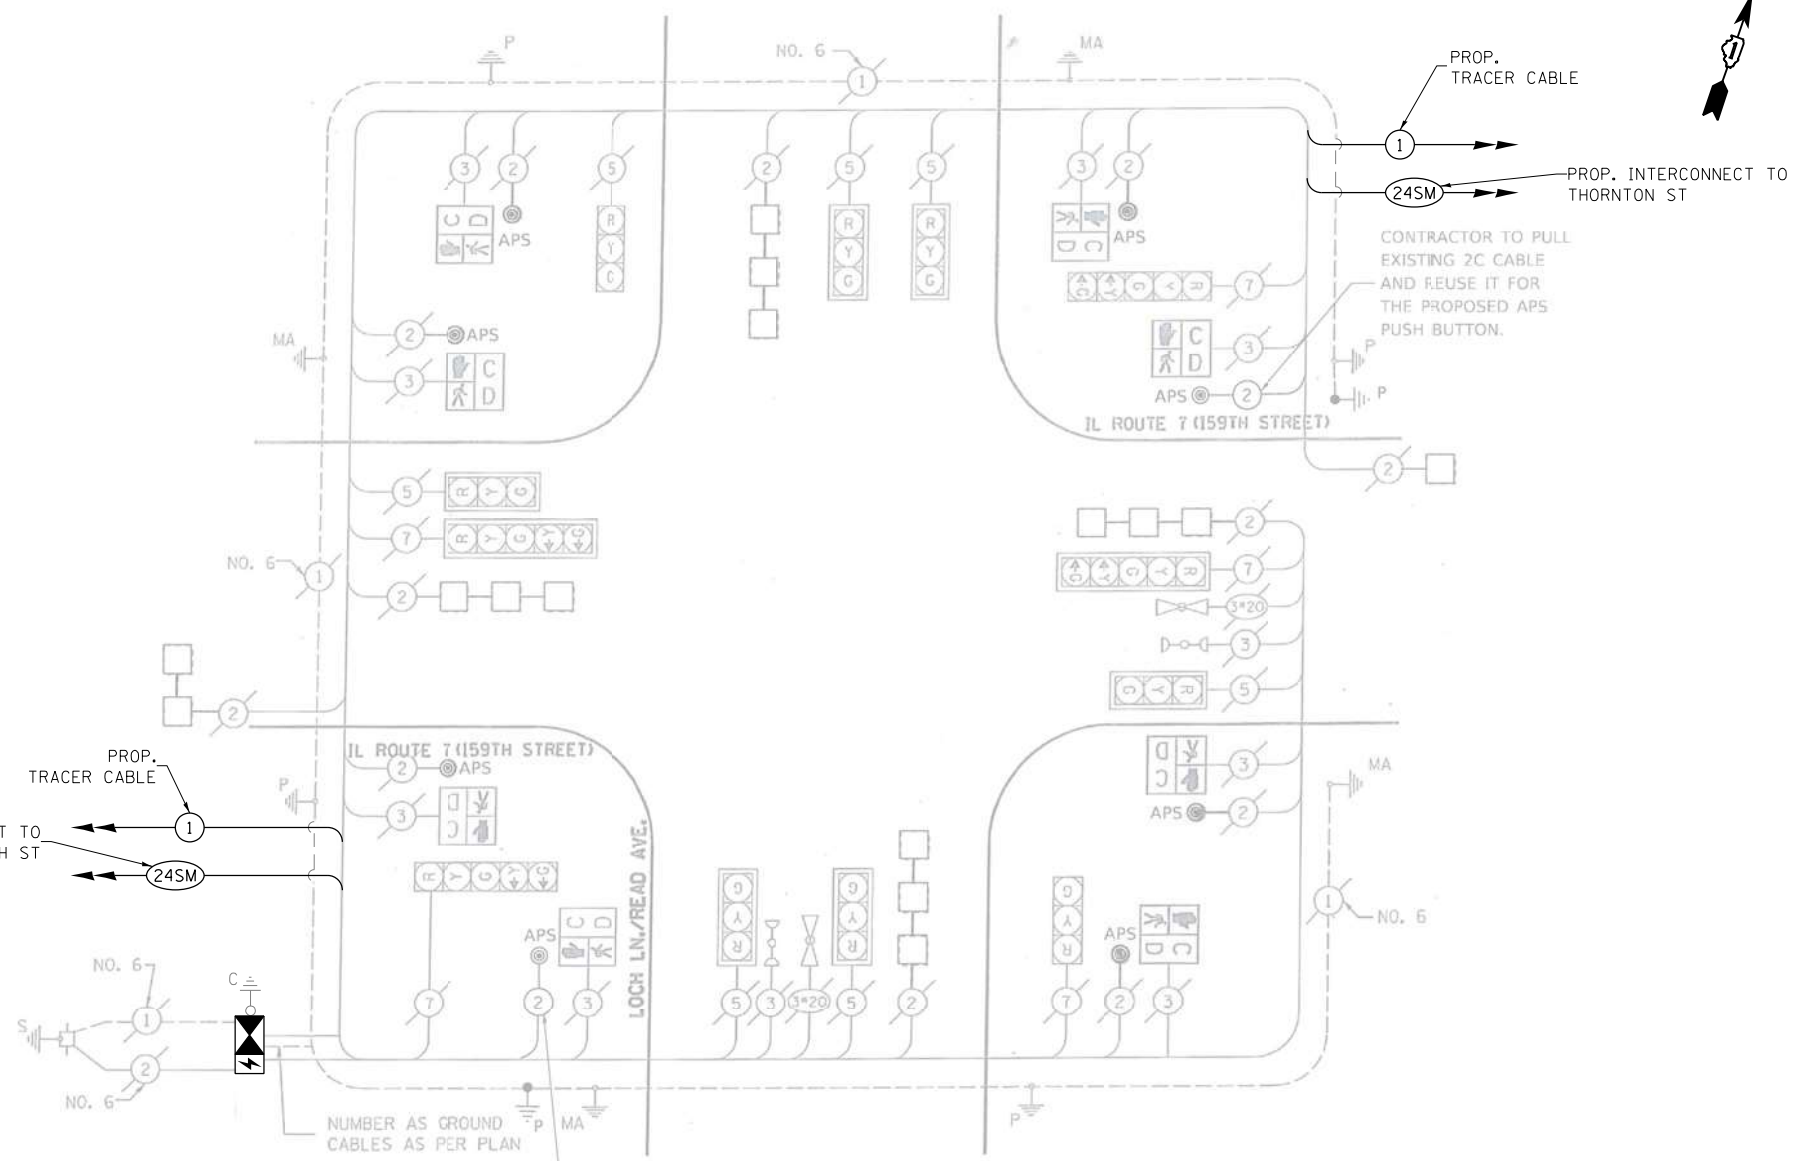 P
NO. 6
1
MA
1
PROP.
TRACER CABLE
1
PROP. INTERCONNECT TO
THORNTON ST
24SM
3
2
5
2
5
5
3
2
C D
APS
R
Y
G
R
Y
G
R
Y
G
D C
APS
CONTRACTOR TO PULL
EXISTING 2C CABLE
AND REUSE IT FOR
THE PROPOSED APS
PUSH BUTTON.
G Y G Y R
7
MA
2
APS
3
C
D
C
D
3
P
APS
2
P
IL ROUTE 7 (159TH STREET)
2
5
R Y G
2
7
R Y G Y G
G Y G Y R
7
NO. 6
1
2
3#20
3
G Y R
5
2
IL ROUTE 7 (159TH STREET)
2
APS
PROP.
TRACER CABLE
1
P
3
D
C
D
C
3
MA
APS
2
T TO
H ST
24SM
R Y G Y G
LOCH LN./READ AVE.
G
Y
R
G
Y
R
G
Y
R
1
NO. 6
APS
C D
APS
D C
7
2
3
5
3
3#20
5
2
7
2
3
NO. 6
1
C
S
2
NO. 6
NUMBER AS GROUND
CABLES AS PER PLAN
P
MA
P